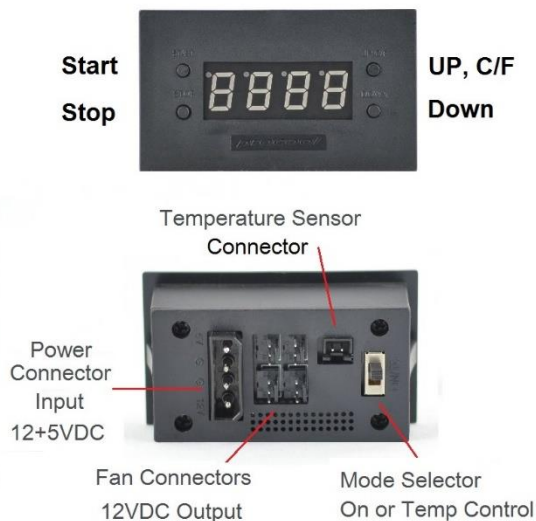 Start
UP, C/F
Stop
Down
Temperature Sensor
Connector
Power
Connector
Input
12+5VDC
Fan Connectors
12VDC Output
Mode Selector
On or Temp Control